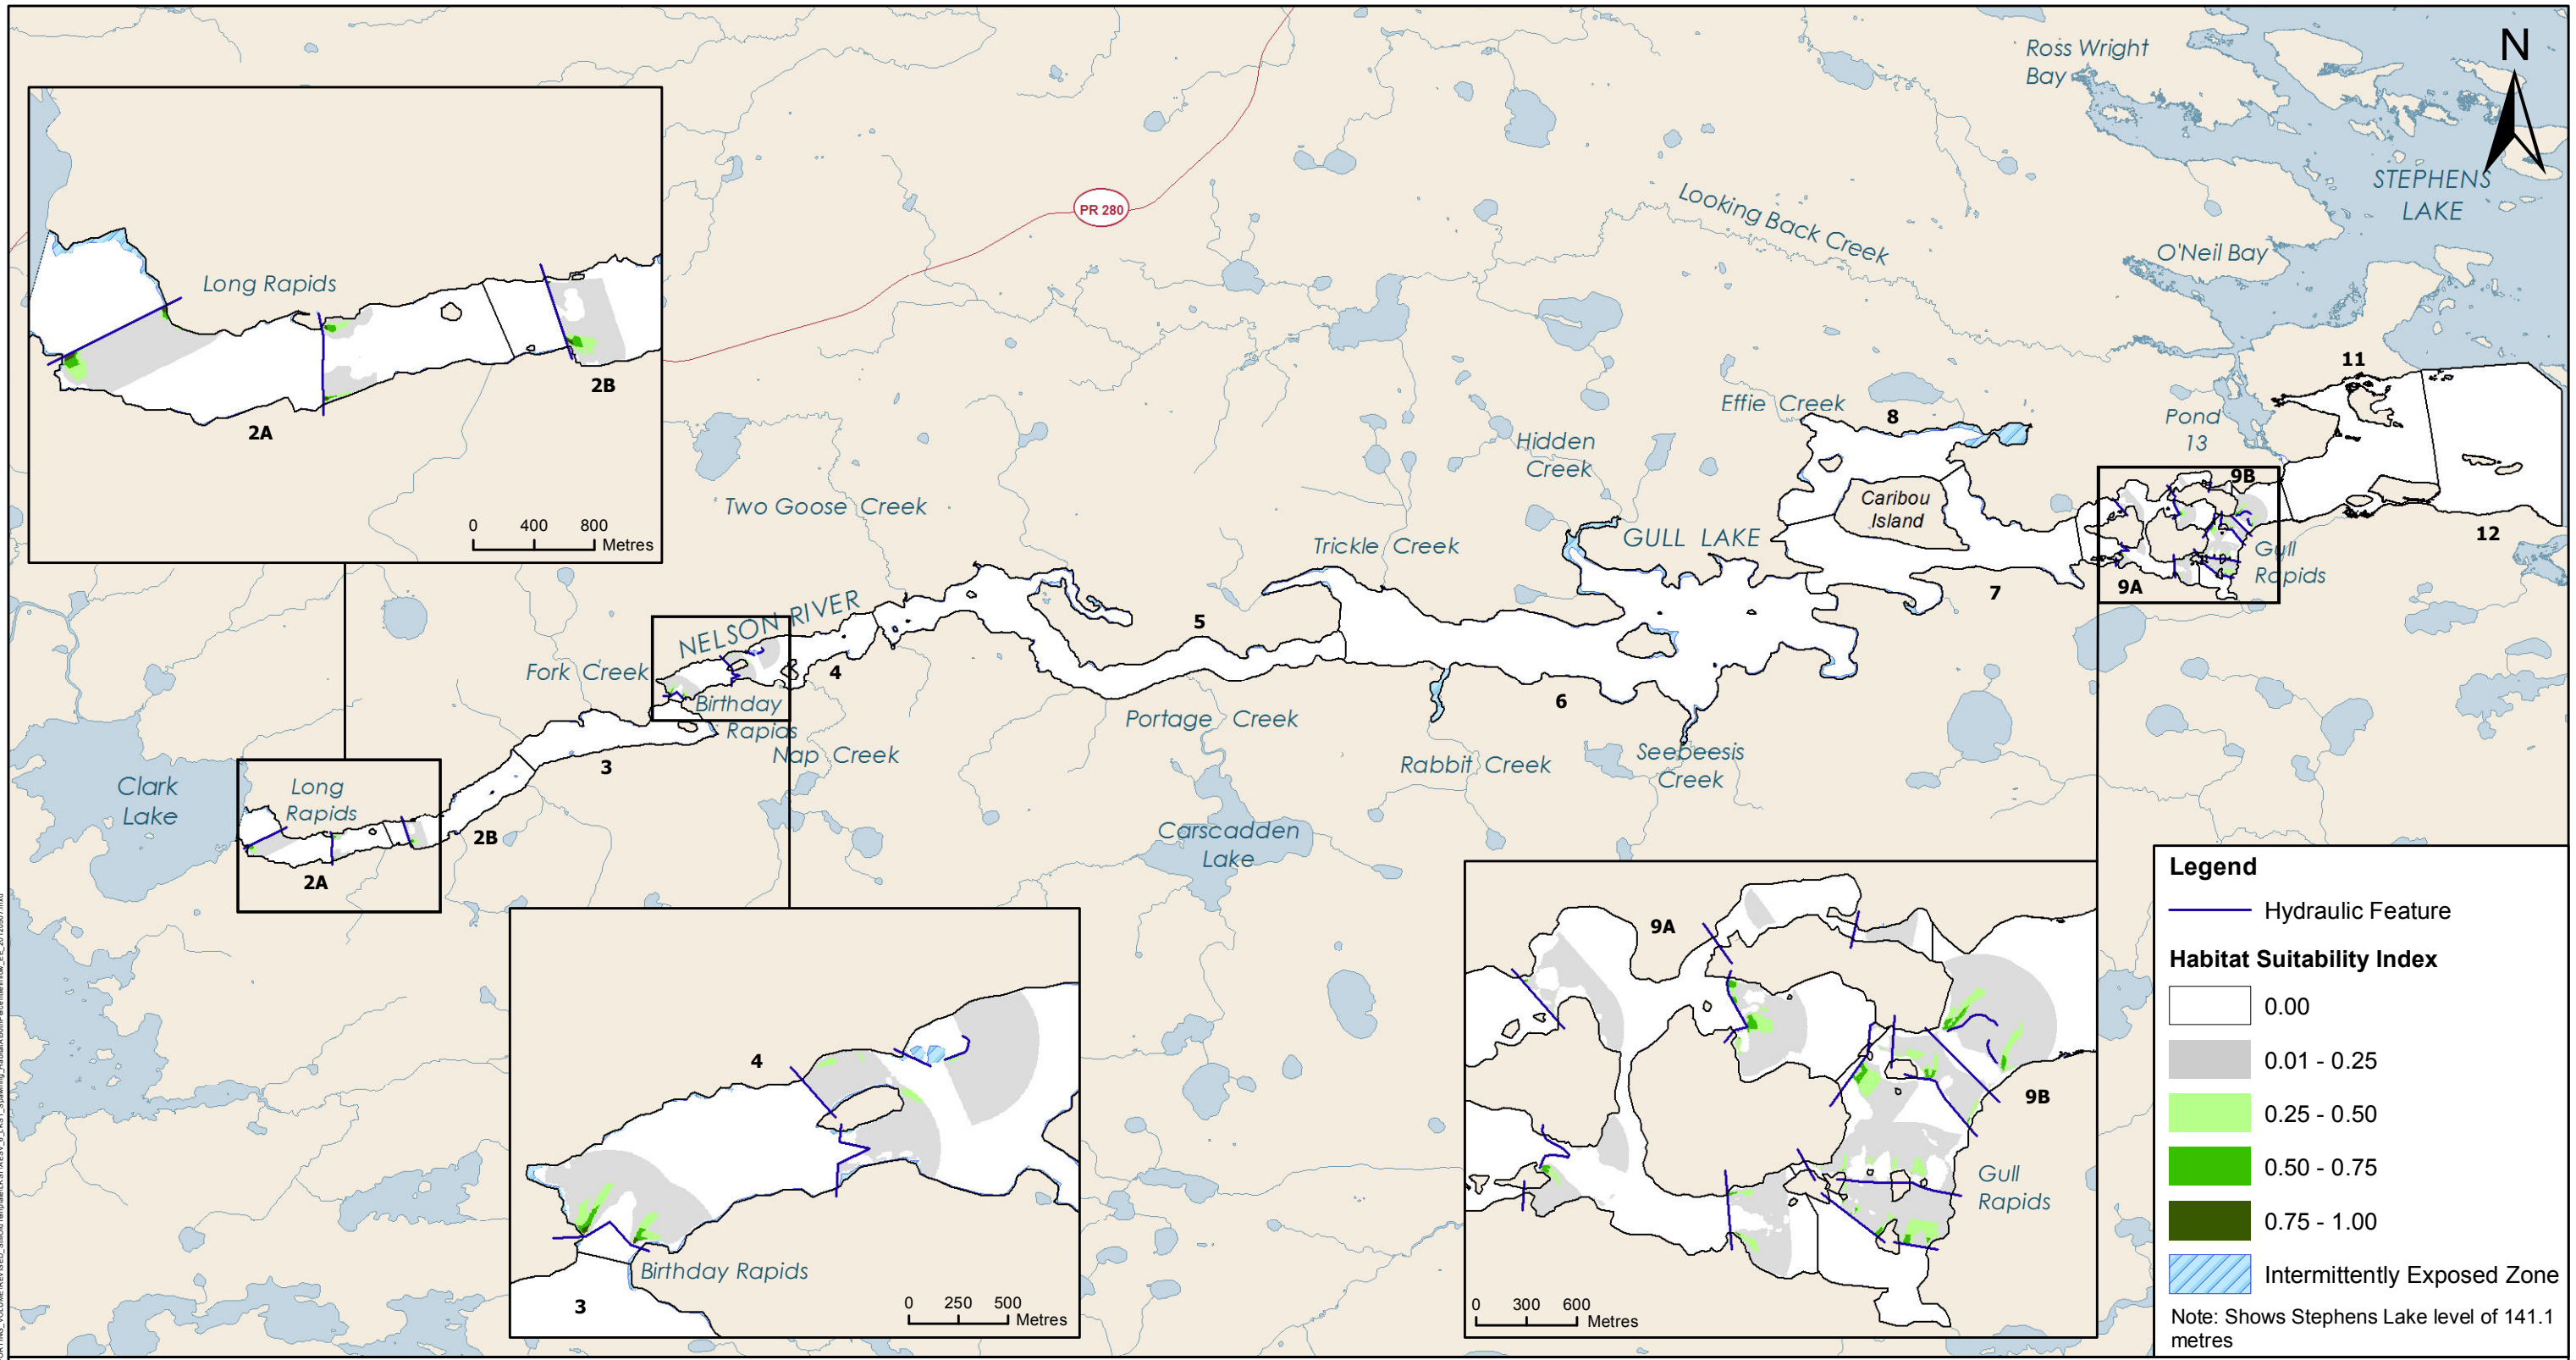 Ross Wright
Bay
N
STEPHENS
LAKE
PR 280
Looking Back Creek
O'Neil Bay
Long Rapids
2A
2B
0 400 800
Metres
Two Goose Creek
Hidden
Creek
Effie Creek
8
Pond
13
11
9B
Caribou
Island
Trickle Creek
GULL LAKE
12
Gull
Rapids
9A
7
NELSON RIVER
5
Fork Creek
4
Birthday
Rapids
6
Portage Creek
Nap Creek
Rabbit Creek
Seebeesis
Creek
3
Clark
Lake
Long
Rapids
2B
2A
Carscadden
Lake
4
Birthday Rapids
3
0 250 500
Metres
9A
9B
Gull
Rapids
0 300 600
Metres
Legend
Hydraulic Feature
Habitat Suitability Index
0.00
0.01 - 0.25
0.25 - 0.50
0.50 - 0.75
0.75 - 1.00
Intermittently Exposed Zone
Note: Shows Stephens Lake level of 141.1
metres